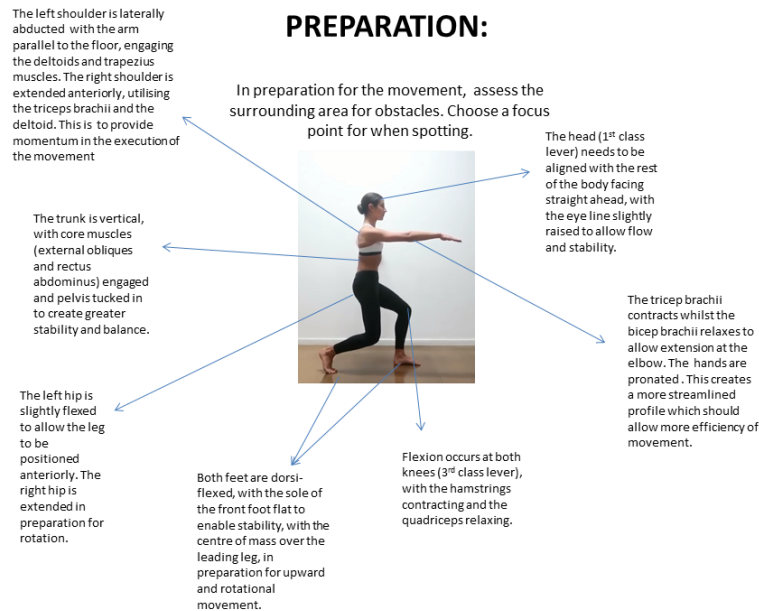 PREPARATION:
In preparation for the movement, assess the
surrounding area for obstacles. Choose a focus
point for when spotting.
The left shoulder is laterally
abducted with the arm
parallel to the floor, engaging
the deltoids and trapezius
muscles. The right shoulder is
extended anteriorly, utilising
the triceps brachii and the
deltoid. This is to provide
momentum in the execution of
the movement
The head (1st class
lever) needs to be
aligned with the rest
of the body facing
straight ahead, with
the eye line slightly
raised to allow flow
and stability.
The trunk is vertical,
with core muscles
(external obliques
and rectus
abdominus) engaged
and pelvis tucked in
to create greater
stability and balance.
The tricep brachii
contracts whilst the
bicep brachii relaxes to
allow extension at the
elbow. The hands are
pronated . This creates
a more streamlined
profile which should
allow more efficiency of
movement.
The left hip is
slightly flexed
to allow the leg
to be
positioned
anteriorly. The
right hip is
extended in
preparation for
rotation.
Both feet are dorsi-
flexed, with the sole of
the front foot flat to
enable stability, with the
centre of mass over the
leading leg, in
preparation for upward
and rotational
movement.
Flexion occurs at both
knees (3rd class lever),
with the hamstrings
contracting and the
quadriceps relaxing.